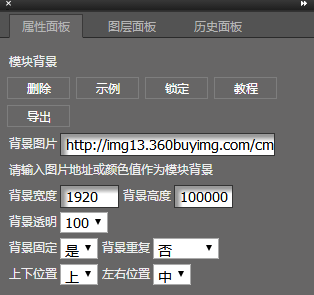 属性面板 图层面板 历史面板
模块背景
删除 示例 锁定 教程
导出
背景图片 http://img13.360buyimg.com/cm
请输入图片地址或颜色值作为模块背景
背景宽度 1920 背景高度 100000
背景透明 100
背景固定 是 背景重复 否
上下位置 上 左右位置 中